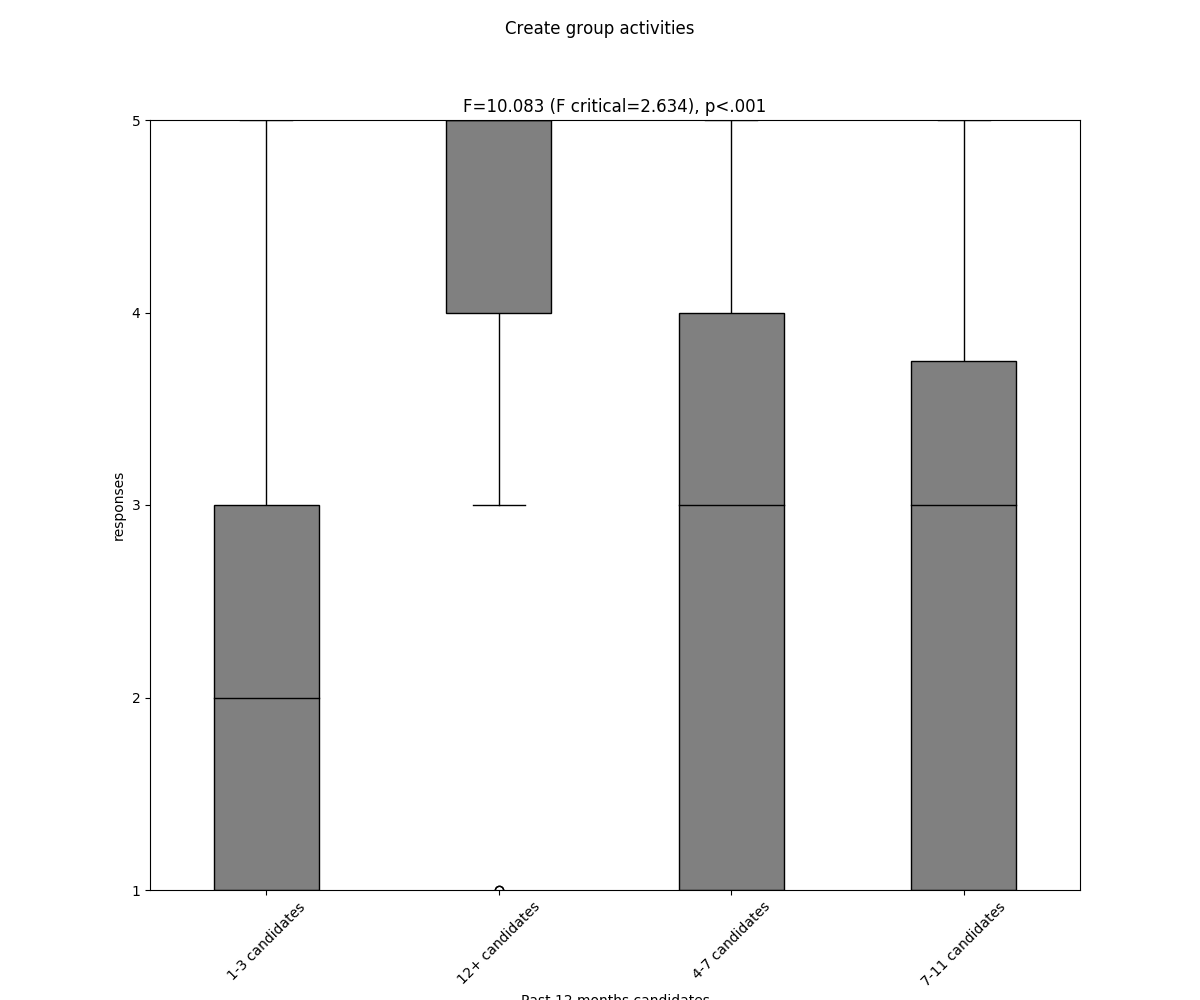 Create group activities
F=10.083 (F critical=2.634), p<.001
5
4
3
2
1
responses
1-3 candidates
12+ candidates
4-7 candidates
7-11 candidates
Past 12 months candidates